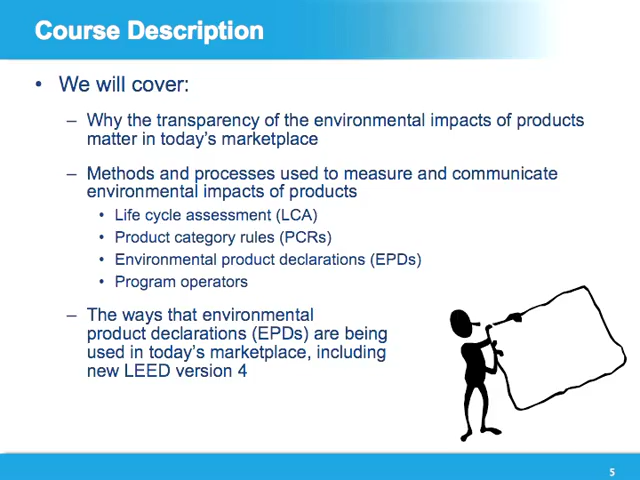 Course Description
• We will cover:
– Why the transparency of the environmental impacts of products
matter in today's marketplace
– Methods and processes used to measure and communicate
environmental impacts of products
• Life cycle assessment (LCA)
• Product category rules (PCRs)
• Environmental product declarations (EPDs)
• Program operators
– The ways that environmental
product declarations (EPDs) are being
used in today's marketplace, including
new LEED version 4
5